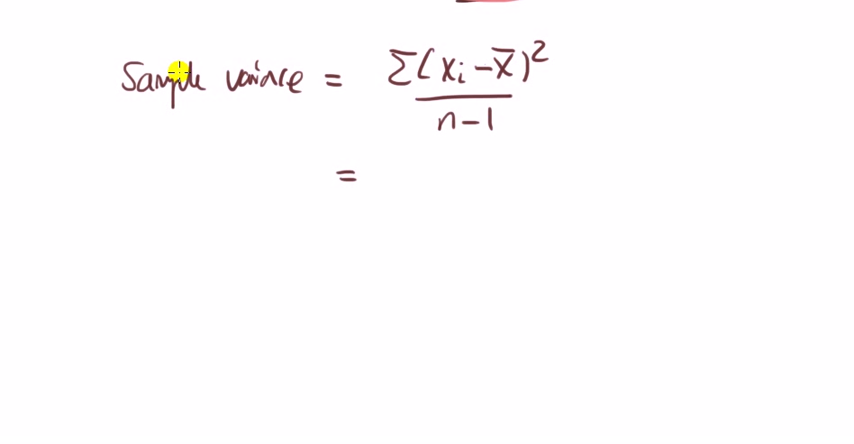 Sample variance = Σ(xᵢ − x̅)² / n − 1
=